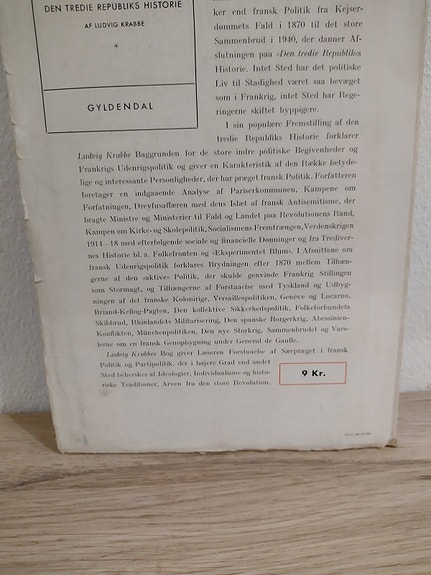 DEN TREDIE REPUBLIKS HISTORIE
AF LUDVIG KRABBE
*
GYLDENDAL
ker end fransk Politik fra Kejser-
dømmets Fald i 1870 til det store
Sammenbrud i 1940, der danner Af-
slutningen paa »Den tredie Republiks«
Historie. Intet Sted har det politiske
Liv til Stadighed været saa bevæget
som i Frankrig, intet Sted har Rege-
ringerne skiftet hyppigere.
I sin populære Fremstilling af den
tredie Republiks Historie forklarer
Ludvig Krabbe Baggrunden for de store indre politiske Begivenheder og
Frankrigs Udenrigspolitik og giver en Karakteristik af den Række betyde-
lige og interessante Personligheder, der har præget fransk Politik. Forfatteren
foretager en indgaaende Analyse af Pariserkommunen, Kampene om
Forfatningen, Dreyfusaffæren med dens Islæt af fransk Antisemitisme, der
bragte Ministre og Ministerier til Fald og Landet paa Revolutionens Rand,
Kampen om Kirke- og Skolepolitik, Socialismens Fremtrængen, Verdenskrigen
1914–18 med efterfølgende sociale og financielle Dønninger og fra Trediver-
nes Historie bl. a. Folkefronten og »Eksperimentet Blum«. I Afsnittene om
fransk Udenrigspolitik forklares Brydningen efter 1870 mellem Tilhæn-
gerne af den »aktive« Politik, der skulde genvinde Frankrig Stillingen
som Stormagt, og Tilhængerne af Forstaaelse med Tyskland og Udbyg-
ningen af det franske Kolonirige, Versaillespolitiken, Genève og Locarno,
Briand-Kellog-Pagten, Den kollektive Sikkerhedspolitik, Folkeforbundets
Skibbrud, Rhinlandets Militarisering, Den spanske Borgerkrig, Abessinien-
Konflikten, Münchenpolitiken, Den nye Storkrig, Sammenbrudet og Vars-
lerne om en fransk Genophygning under General de Gaulle.
Ludvig Krabbes Bog giver Læseren Forstaaelse af Særpræget i fransk
Politik og Partipolitik, der i højere Grad end andet
Sted beherskes af Ideologier, Individualisme og histo-
riske Traditioner, Arven fra den store Revolution.
9 Kr.